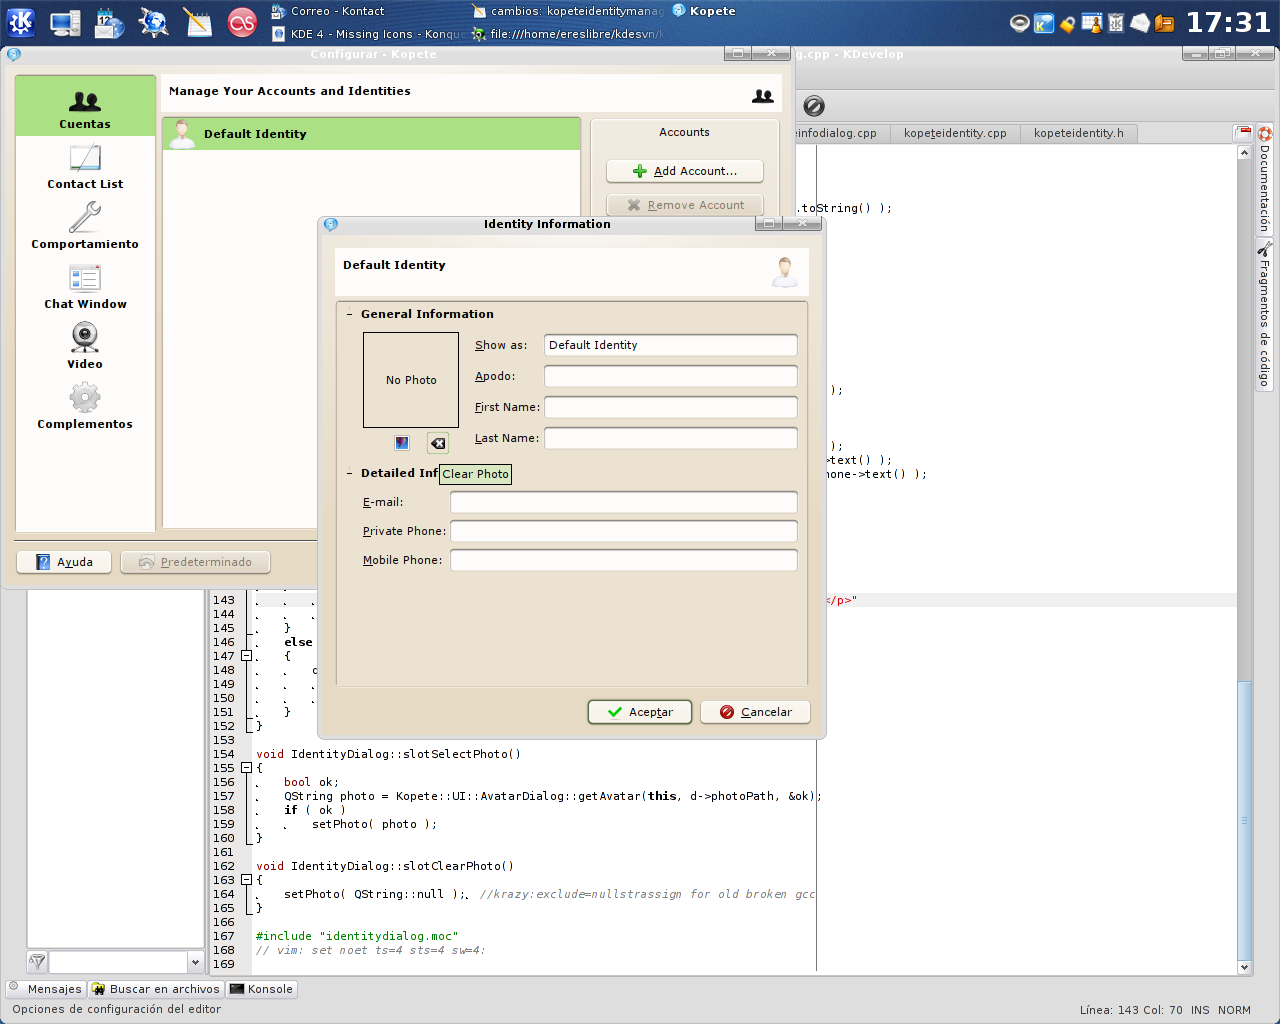 Correo - Kontact
cambios: kopeteidentitymanag
Kopete
KDE 4 - Missing Icons - Konque
file:///home/ereslibre/kdesvn/k
17:31
Configurar - Kopete
g.cpp - KDevelop
Cuentas
Contact List
Comportamiento
Chat Window
Video
Complementos
Manage Your Accounts and Identities
Default Identity
Accounts
Add Account...
Remove Account
Ayuda
Predeterminado
einfodialog.cpp
kopeteidentity.cpp
kopeteidentity.h
Documentación
Fragmentos de código
.toString() );
);
);
>text() );
hone->text() );
Identity Information
Default Identity
General Information
No Photo
Show as:
Default Identity
Apodo:
First Name:
Last Name:
Detailed Inf
Clear Photo
E-mail:
Private Phone:
Mobile Phone:
Aceptar
Cancelar
143 </p>"
144
145 }
146 else
147 {
148
149
150
151 }
152 }
153
154 void IdentityDialog::slotSelectPhoto()
155 {
156 bool ok;
157 QString photo = Kopete::UI::AvatarDialog::getAvatar(this, d->photoPath, &ok);
158 if ( ok )
159 setPhoto( photo );
160 }
161
162 void IdentityDialog::slotClearPhoto()
163 {
164 setPhoto( QString::null ); //krazy:exclude=nullstrassign for old broken gcc
165 }
166
167 #include "identitydialog.moc"
168 // vim: set noet ts=4 sts=4 sw=4:
169
Mensajes
Buscar en archivos
Konsole
Opciones de configuración del editor
Línea: 143 Col: 70 INS NORM